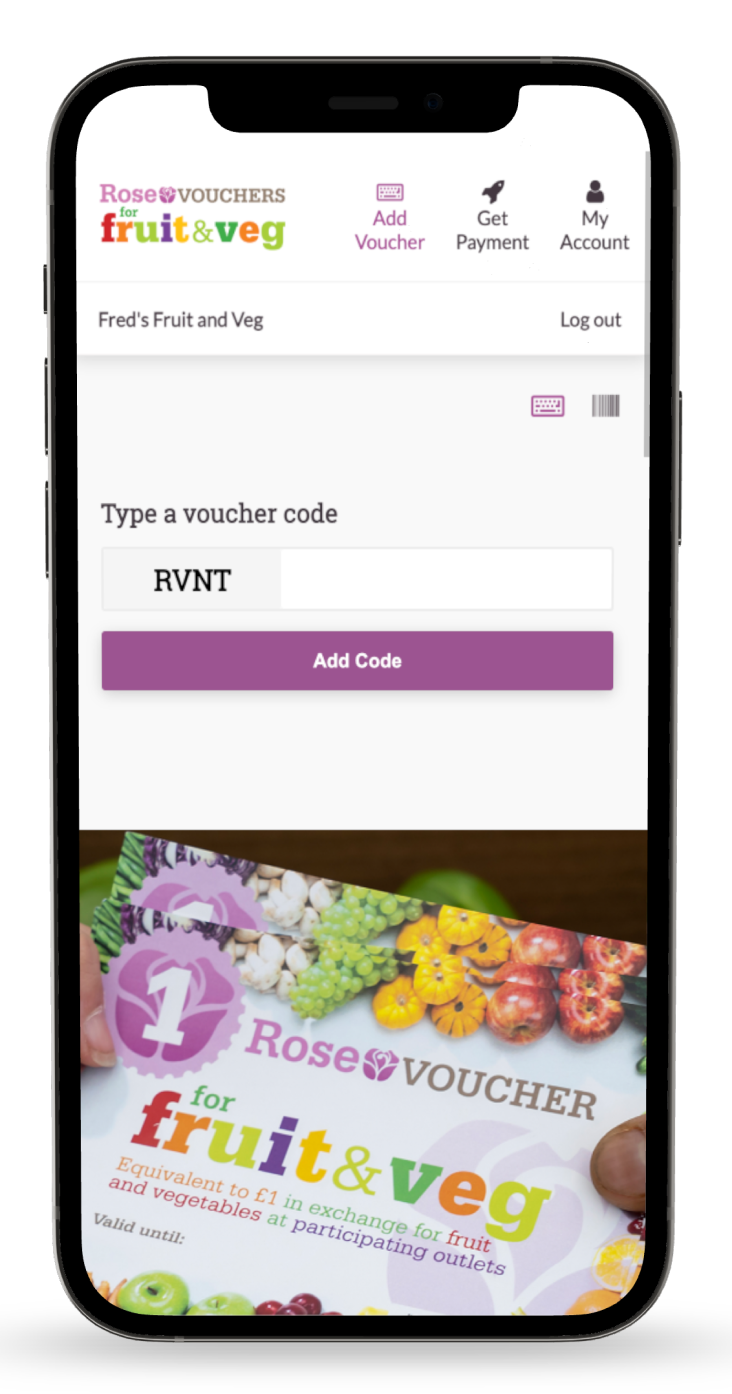 Rose VOUCHERS
for
fruit&veg
Add
Voucher
Get
Payment
My
Account
Fred's Fruit and Veg
Log out
Type a voucher code
RVNT
Add Code
1
1
Rose VOUCHER
for
fruit&veg
Equivalent to £1 in exchange for fruit
and vegetables at participating outlets
Valid until: